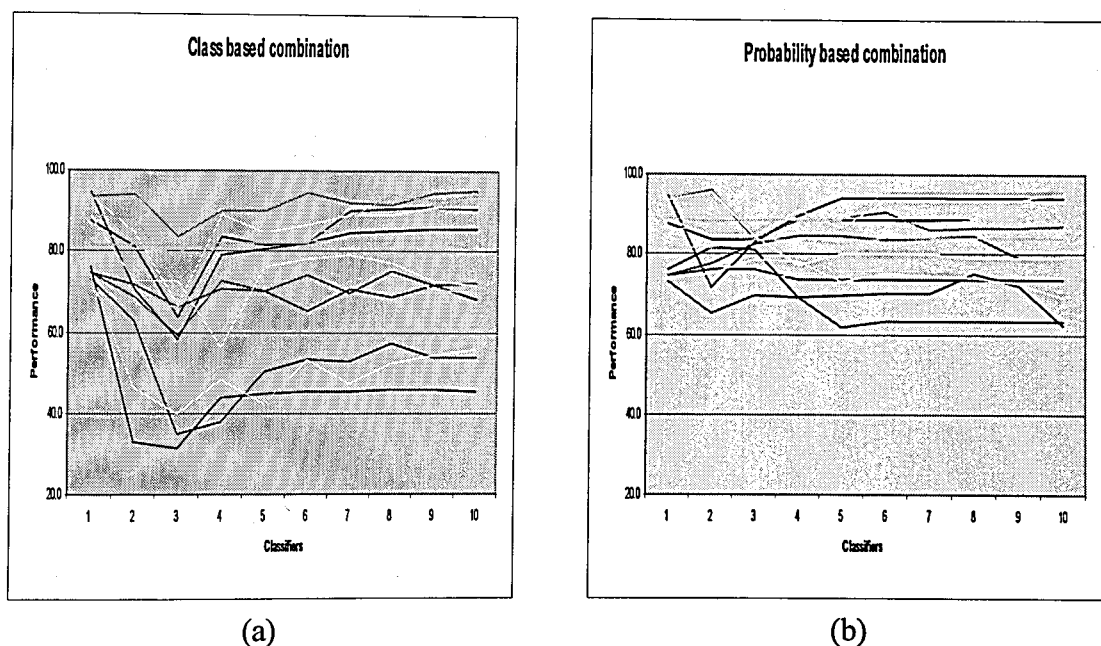 Class based combination
100.0
80.0
60.0
40.0
20.0
Performance
1 2 3 4 5 6 7 8 9 10
Classifiers
(a)
Probability based combination
100.0
80.0
60.0
40.0
20.0
Performance
1 2 3 4 5 6 7 8 9 10
Classifiers
(b)